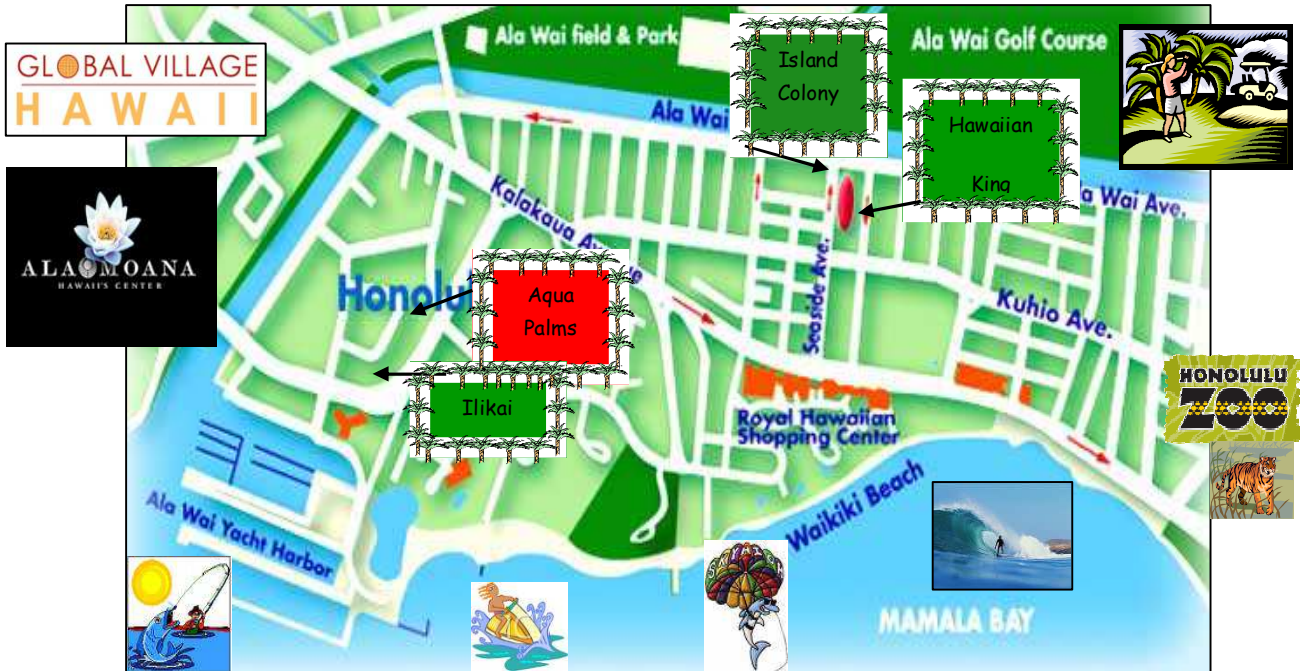 Ala Wai field & Park
Ala Wai Golf Course
GLOBAL VILLAGE
HAWAII
Island
Colony
Hawaiian
King
Ala Wai
a Wai Ave.
Kalakaua Av
e
ALA MOANA
HAWAII'S CENTER
Honolul
Aqua
Palms
Seaside Ave.
Kuhio Ave.
Ilikai
HONOLULU
ZOO
Royal Hawaiian
Shopping Center
Waikiki Beach
Ala Wai Yacht Harbor
MAMALA BAY